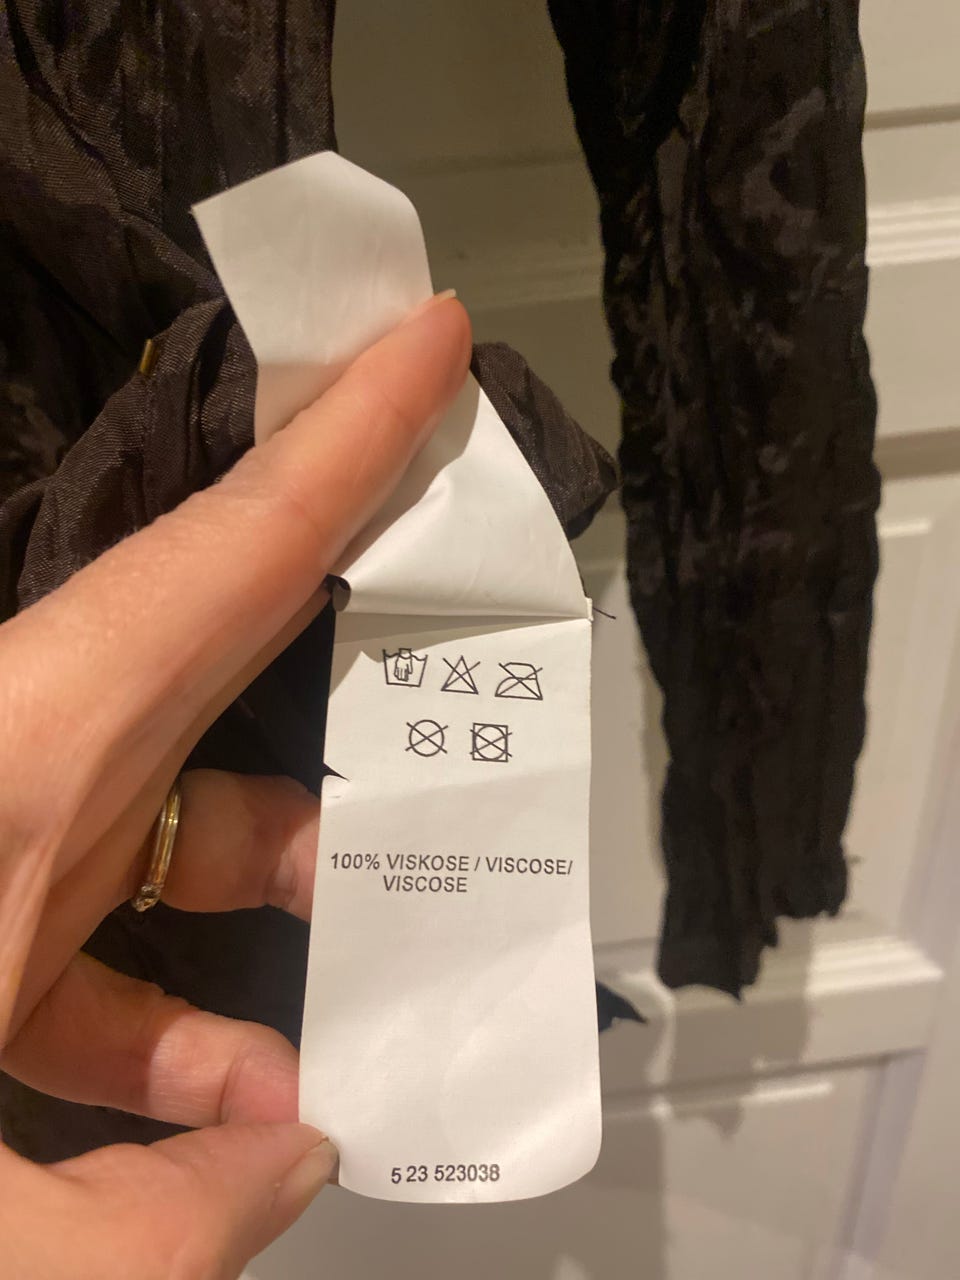 100% VISKOSE / VISCOSE/
VISCOSE
5 23 523038